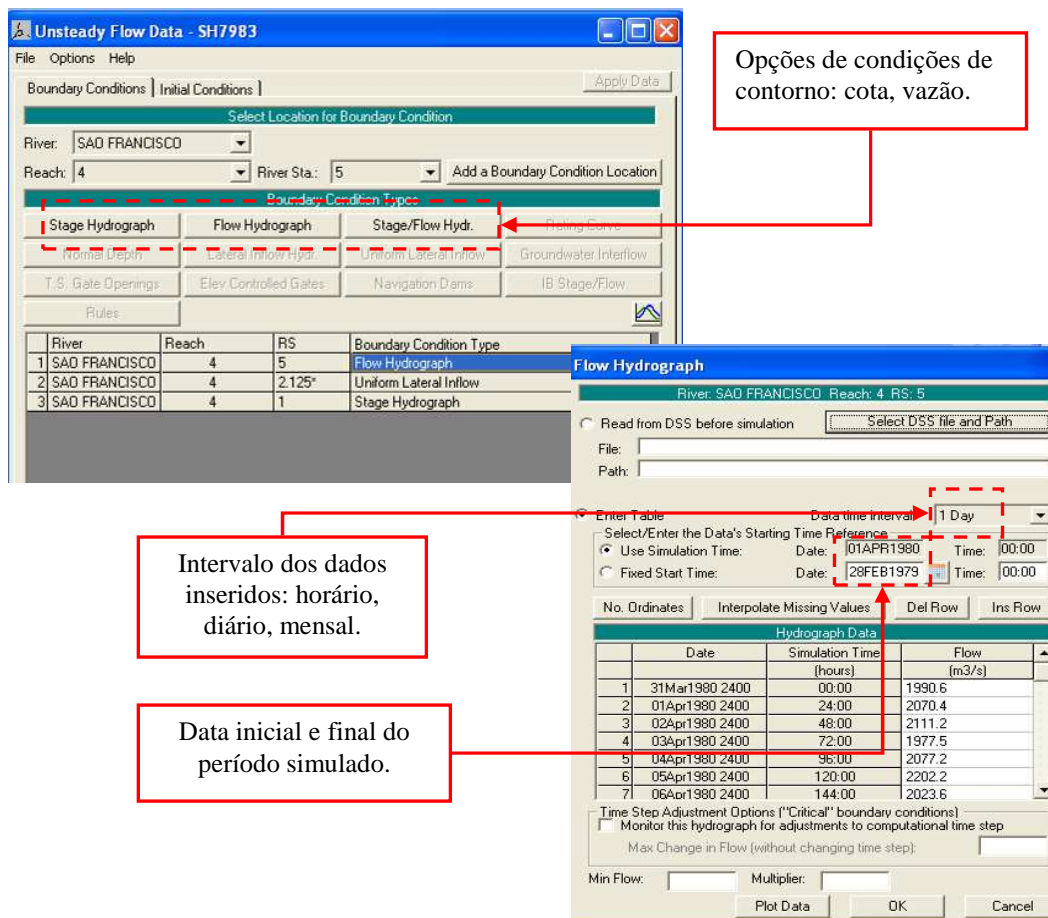 Unsteady Flow Data - SH7983
File Options Help
Boundary Conditions Initial Conditions Apply Data
Select Location for Boundary Condition
River: SAO FRANCISCO
Reach: 4 River Sta.: 5 Add a Boundary Condition Location
Boundary Condition Types
Stage Hydrograph Flow Hydrograph Stage/Flow Hydr. Rating Curve
Normal Depth Lateral Inflow Hydr. Uniform Lateral Inflow Groundwater Interflow
T.S. Gate Openings Elev Controlled Gates Navigation Dams IB Stage/Flow
Rules
River Reach RS Boundary Condition Type
1 SAO FRANCISCO 4 5 Flow Hydrograph
2 SAO FRANCISCO 4 2.125* Uniform Lateral Inflow
3 SAO FRANCISCO 4 1 Stage Hydrograph
Opções de condições de
contorno: cota, vazão.
Flow Hydrograph
River: SAO FRANCISCO Reach: 4 RS: 5
Read from DSS before simulation Select DSS file and Path
File:
Path:
Enter Table Data time interval: 1 Day
Select/Enter the Data's Starting Time Reference
Use Simulation Time: Date: 01APR1980 Time: 00:00
Fixed Start Time: Date: 28FEB1979 Time: 00:00
No. Ordinates Interpolate Missing Values Del Row Ins Row
Hydrograph Data
Date Simulation Time Flow
(hours) (m3/s)
1 31Mar1980 2400 00:00 1990.6
2 01Apr1980 2400 24:00 2070.4
3 02Apr1980 2400 48:00 2111.2
4 03Apr1980 2400 72:00 1977.5
5 04Apr1980 2400 96:00 2077.2
6 05Apr1980 2400 120:00 2202.2
7 06Apr1980 2400 144:00 2023.6
Time Step Adjustment Options ("Critical" boundary conditions)
Monitor this hydrograph for adjustments to computational time step
Max Change in Flow (without changing time step):
Min Flow: Multiplier:
Plot Data OK Cancel
Intervalo dos dados
inseridos: horário,
diário, mensal.
Data inicial e final do
período simulado.